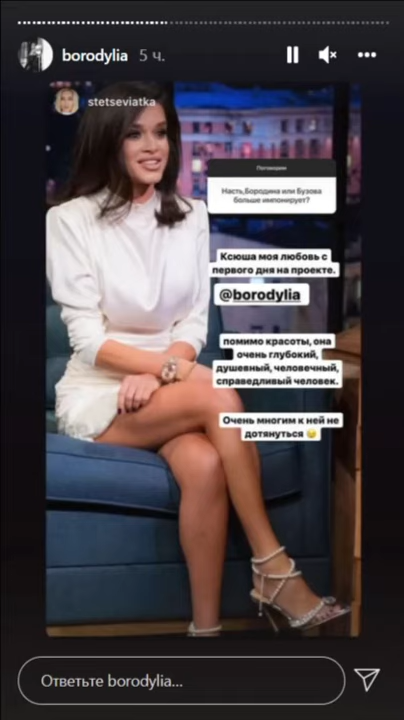 borodylia 5 ч.
stetseviatka
Поговорим
Насть,Бородина или Бузова
больше импонирует?
Ксюша моя любовь с
первого дня на проекте.
@borodylia
помимо красоты, она
очень глубокий,
душевный, человечный,
справедливый человек.
Очень многим к ней не
дотянуться 😉
Ответьте borodylia...